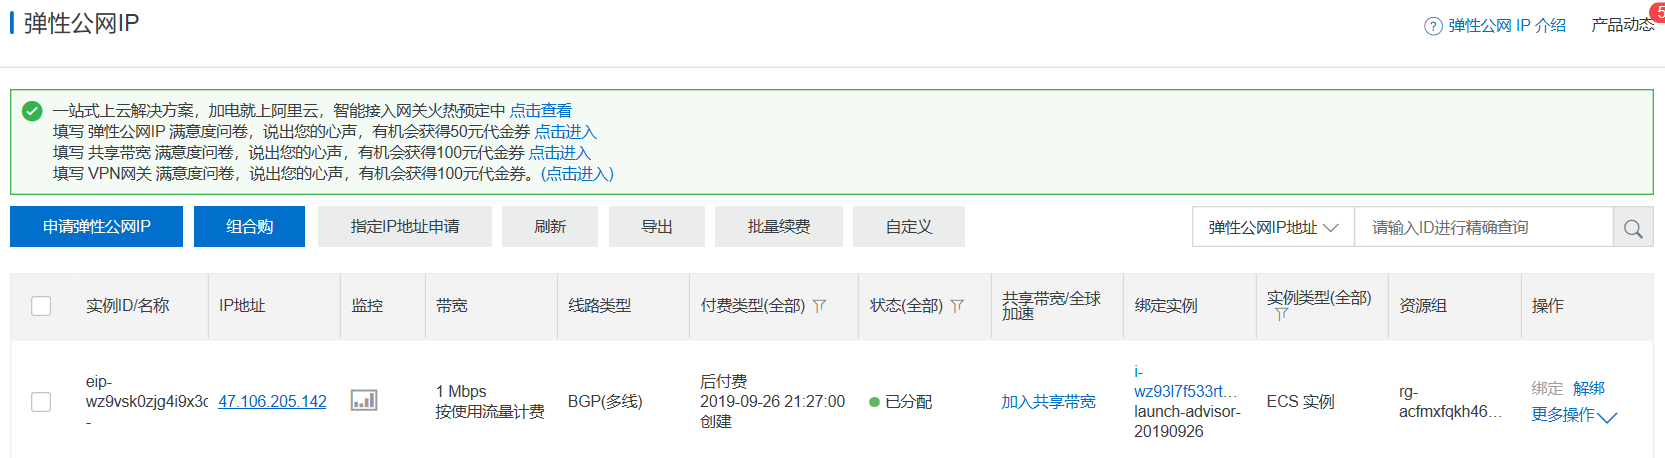 弹性公网IP
? 弹性公网 IP 介绍
产品动态
5
一站式上云解决方案，加电就上阿里云，智能接入网关火热预定中 点击查看
填写 弹性公网IP 满意度问卷，说出您的心声，有机会获得50元代金券 点击进入
填写 共享带宽 满意度问卷，说出您的心声，有机会获得100元代金券 点击进入
填写 VPN网关 满意度问卷，说出您的心声，有机会获得100元代金券。(点击进入)
申请弹性公网IP
组合购
指定IP地址申请
刷新
导出
批量续费
自定义
弹性公网IP地址
请输入ID进行精确查询
实例ID/名称
IP地址
监控
带宽
线路类型
付费类型(全部)
状态(全部)
共享带宽/全球
加速
绑定实例
实例类型(全部)
资源组
操作
eip-
wz9vsk0zjg4i9x3c
-
47.106.205.142
1 Mbps
按使用流量计费
BGP(多线)
后付费
2019-09-26 21:27:00
创建
已分配
加入共享带宽
i-
wz93l7f533rt...
launch-advisor-
20190926
ECS 实例
rg-
acfmxfqkh46...
绑定 解绑
更多操作